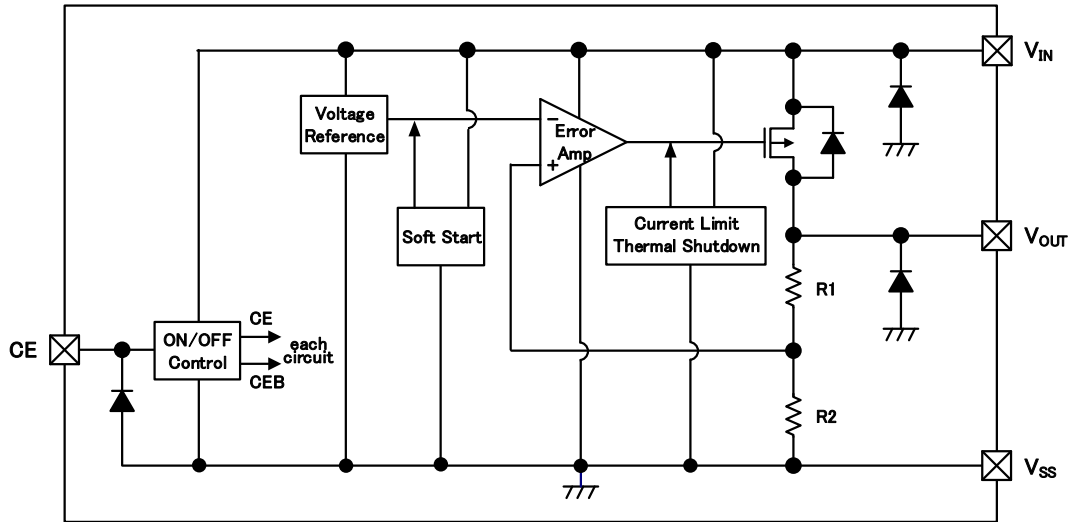 VIN
Voltage
Reference
−
Error
Amp
+
Soft Start
Current Limit
Thermal Shutdown
VOUT
R1
CE
ON/OFF
Control
CE
each
circuit
CEB
R2
VSS